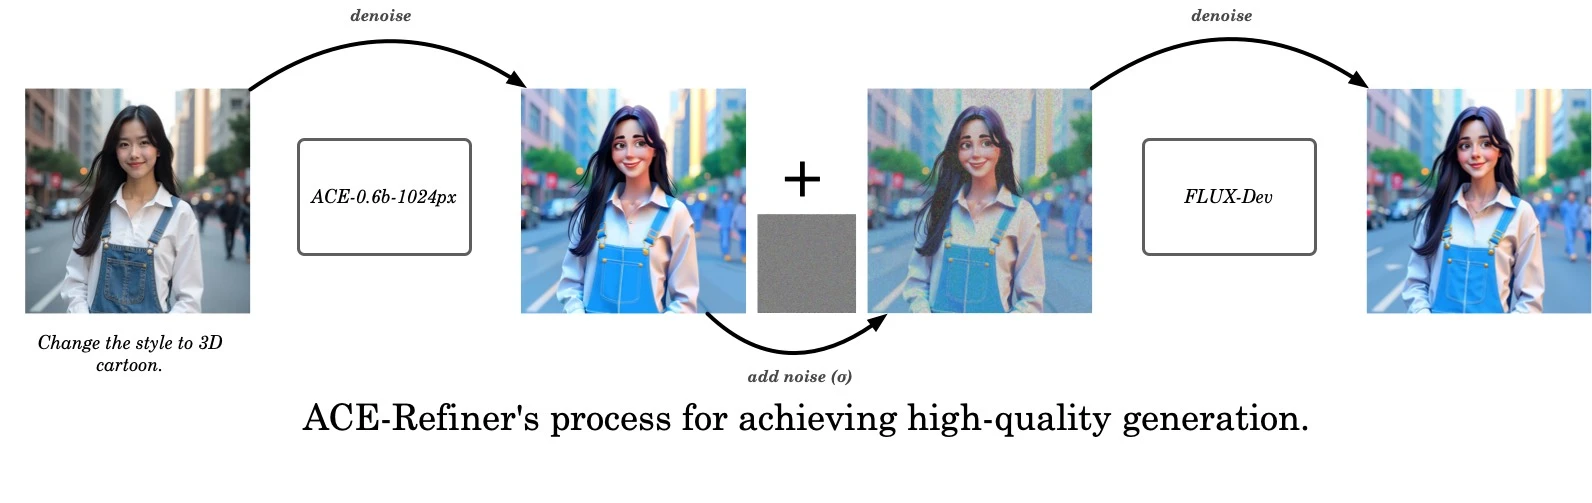 denoise
denoise
ACE-0.6b-1024px
FLUX-Dev
Change the style to 3D
cartoon.
add noise (σ)
ACE-Refiner's process for achieving high-quality generation.